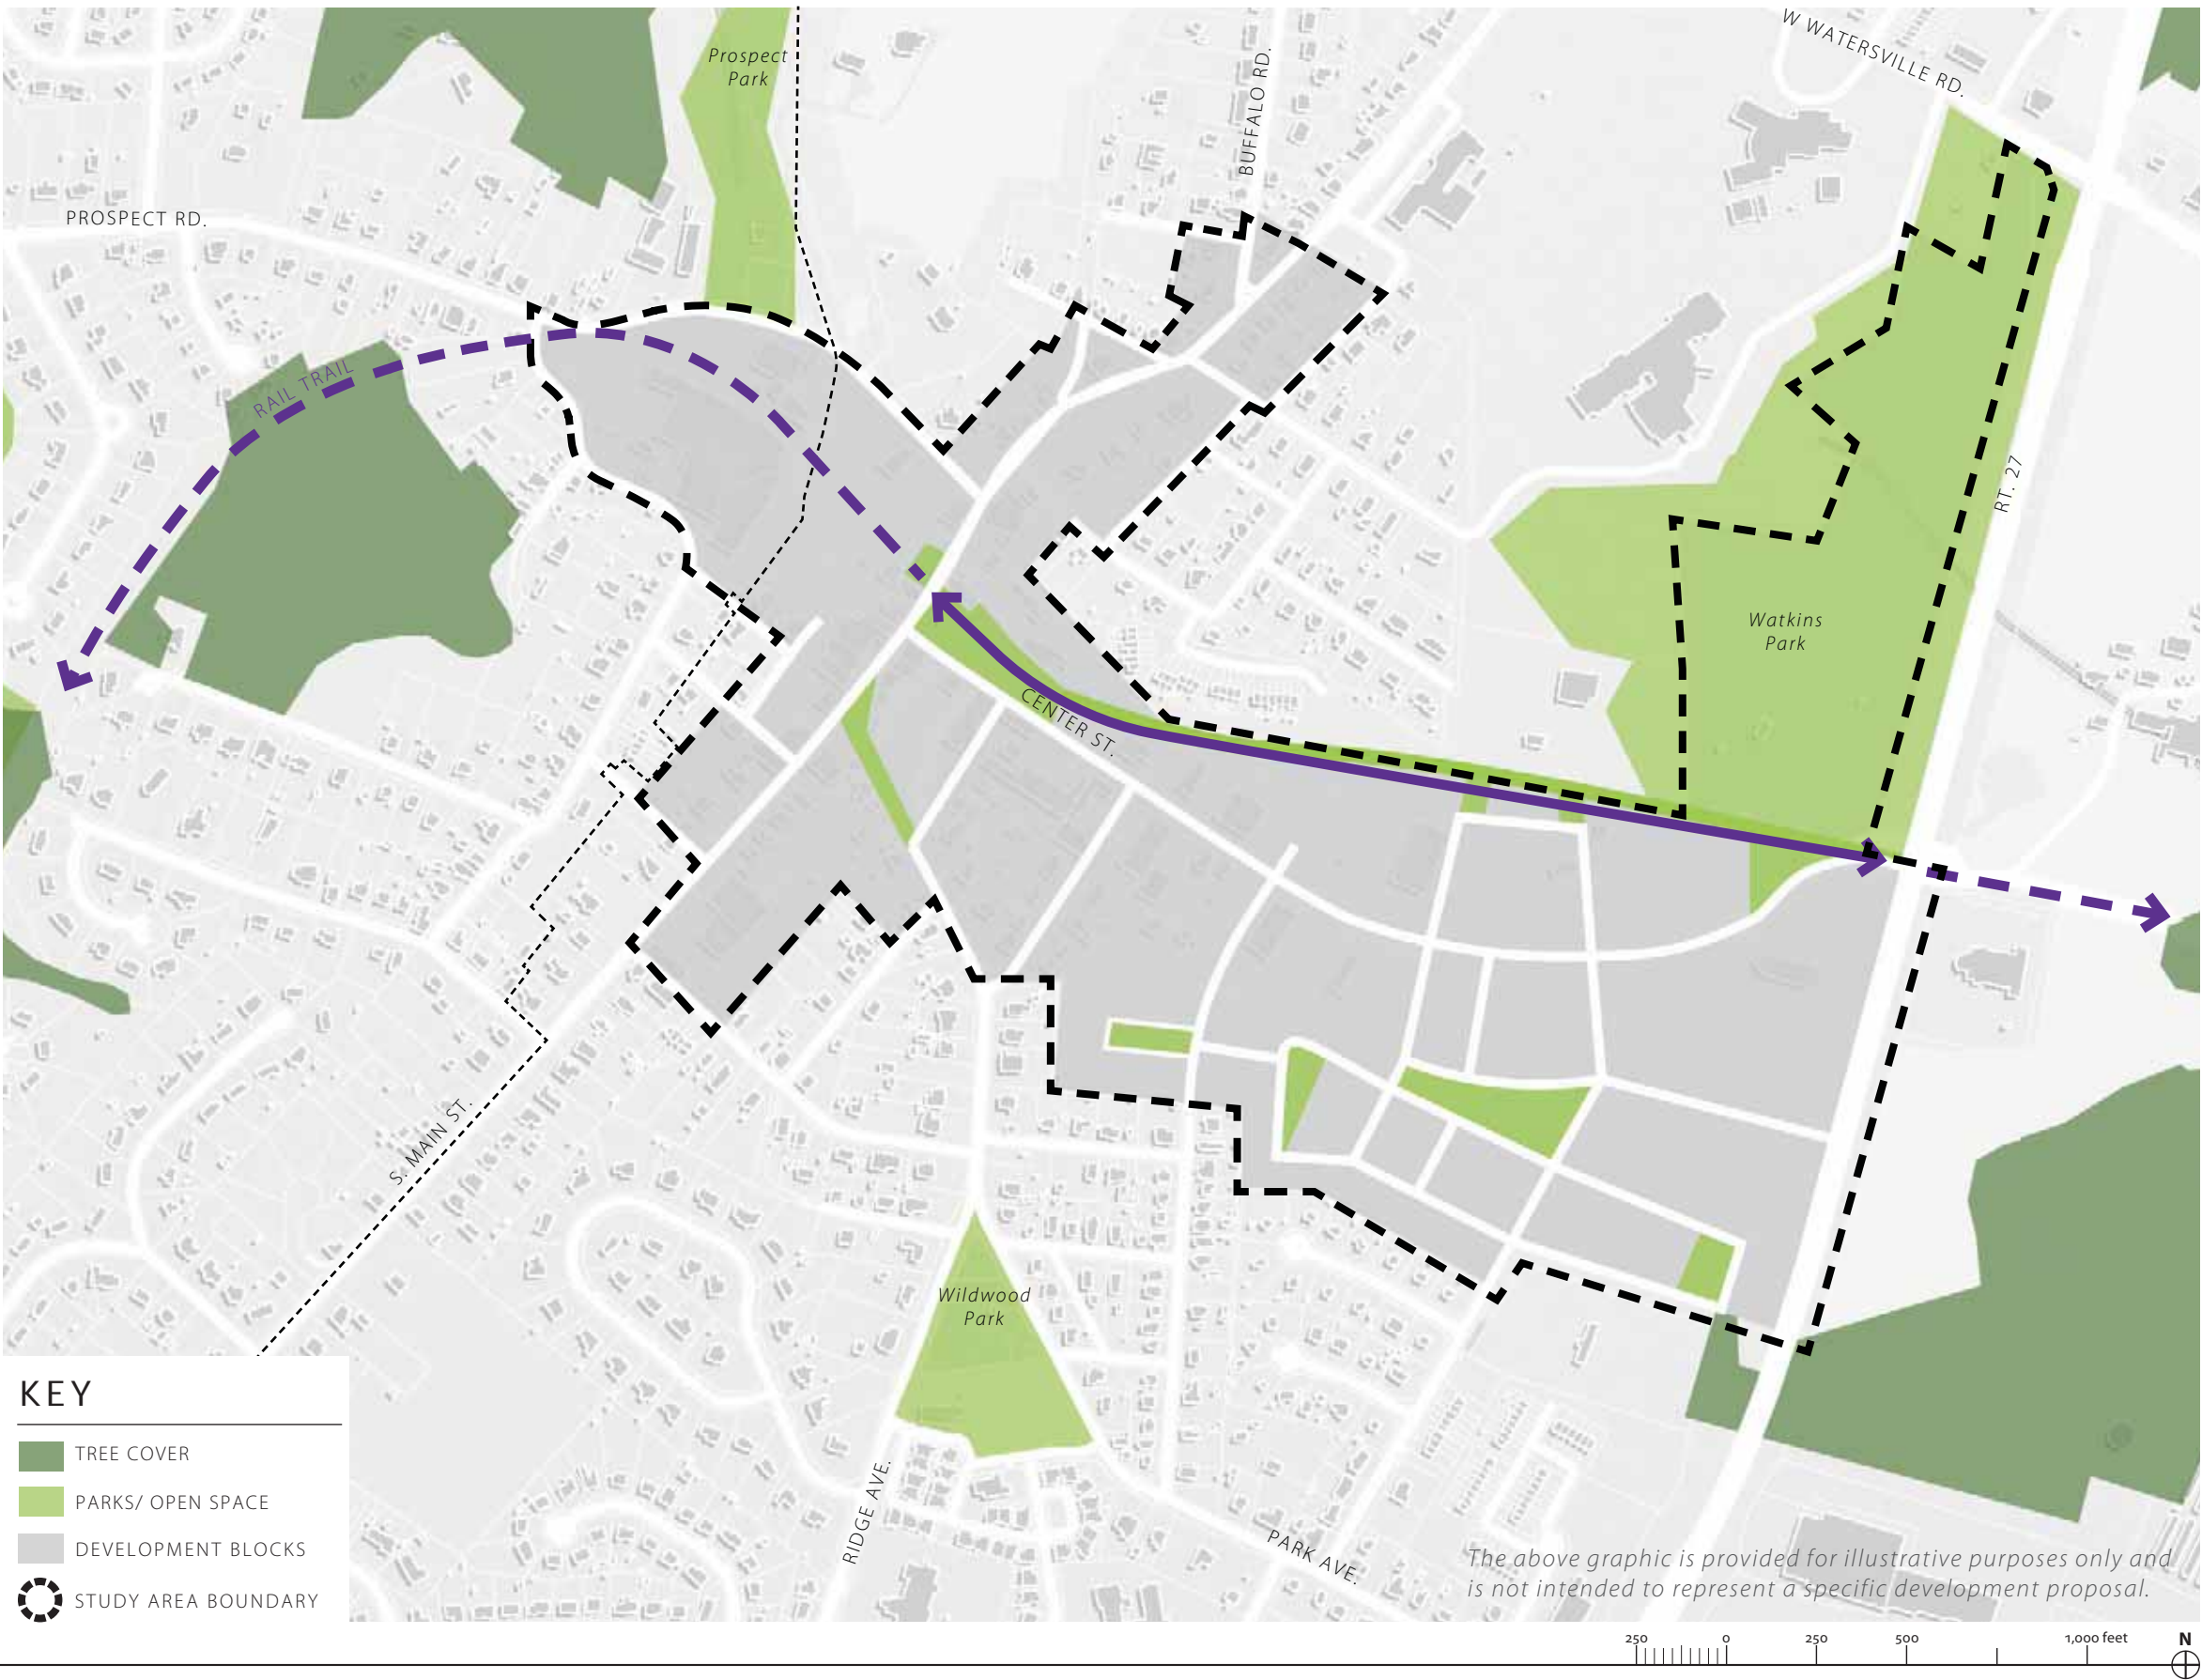 W WATERSVILLE RD.
Prospect
Park
BUFFALO RD.
PROSPECT RD.
RAIL TRAIL
RT. 27
Watkins
Park
CENTER ST.
S. MAIN ST.
Wildwood
Park
RIDGE AVE.
PARK AVE.
KEY
TREE COVER
PARKS/ OPEN SPACE
DEVELOPMENT BLOCKS
STUDY AREA BOUNDARY
The above graphic is provided for illustrative purposes only and
is not intended to represent a specific development proposal.
250 0 250 500 1,000 feet N